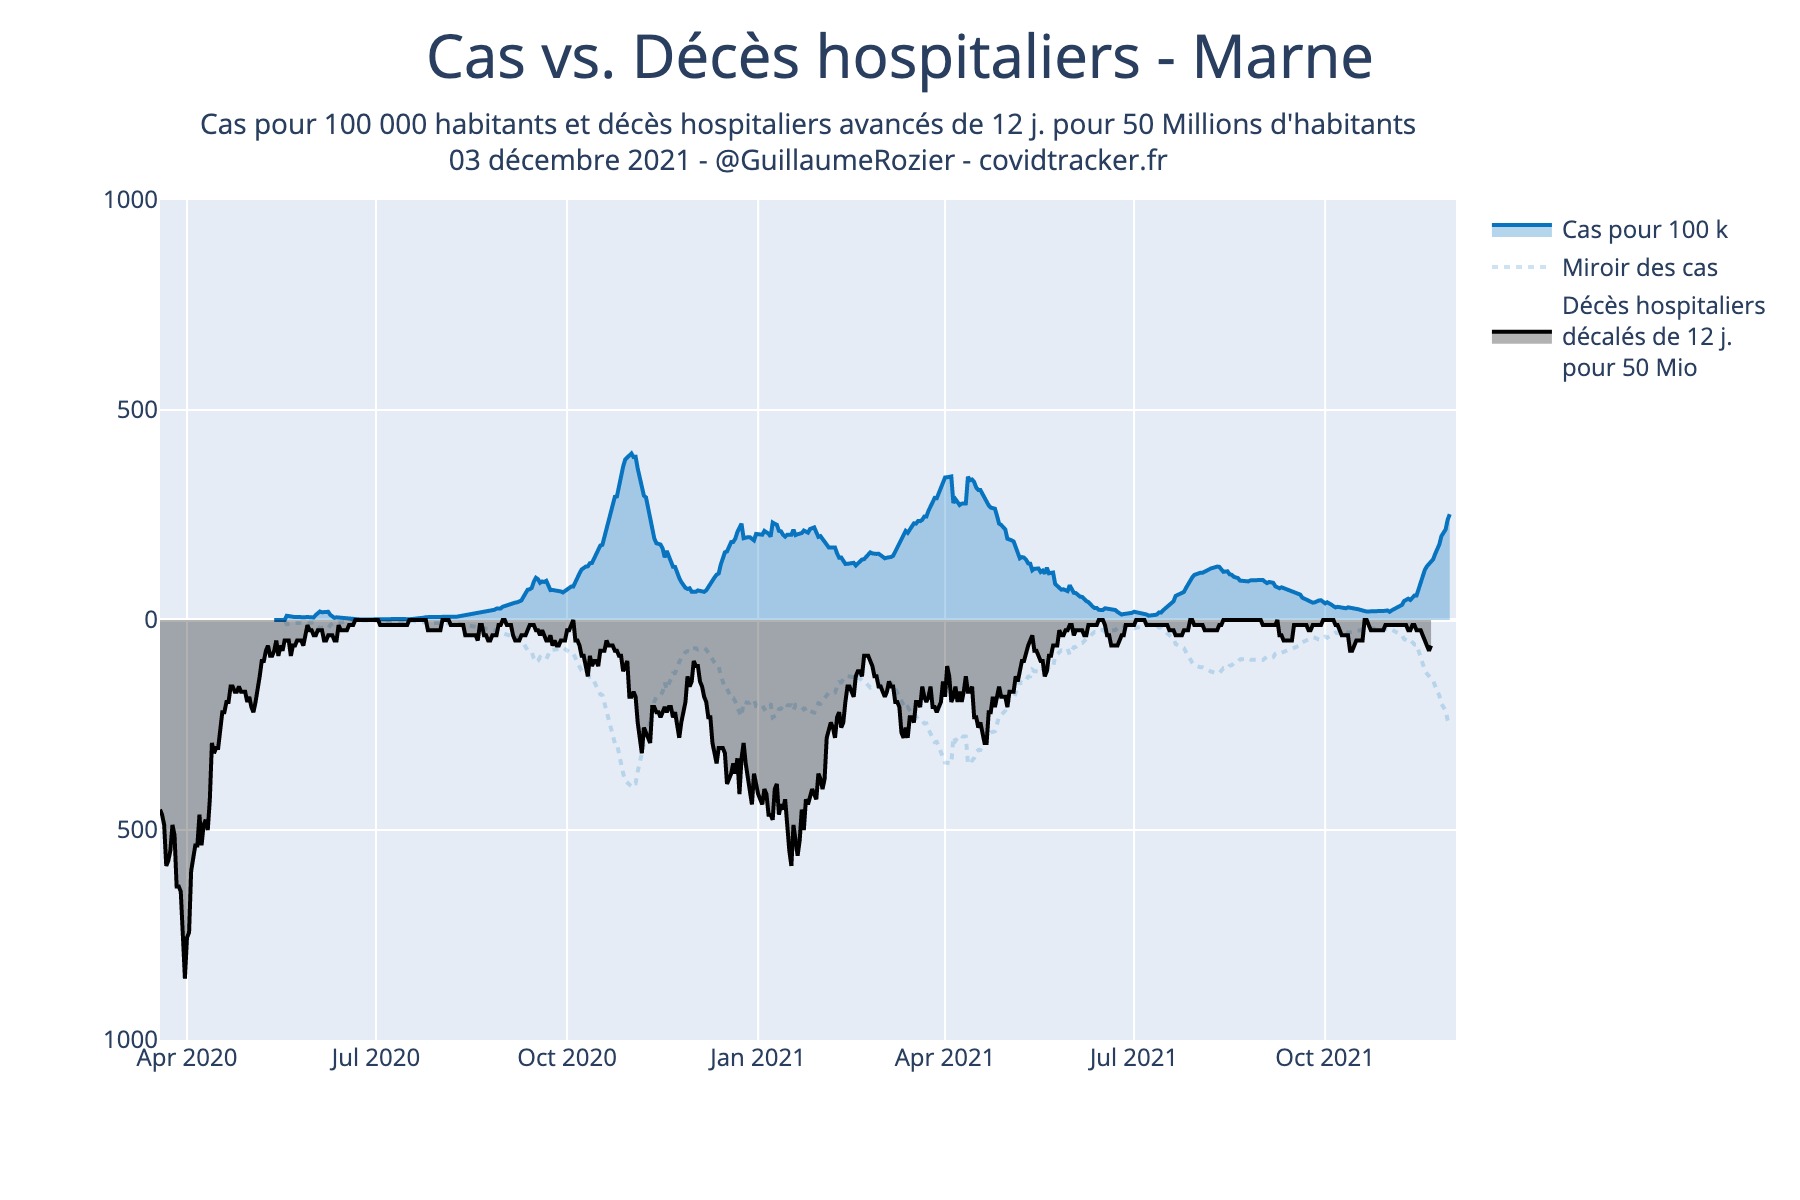 Cas vs. Décès hospitaliers - Marne
Cas pour 100 000 habitants et décès hospitaliers avancés de 12 j. pour 50 Millions d'habitants
03 décembre 2021 - @GuillaumeRozier - covidtracker.fr
1000
500
0
500
1000
Apr 2020
Jul 2020
Oct 2020
Jan 2021
Apr 2021
Jul 2021
Oct 2021
Cas pour 100 k
Miroir des cas
Décès hospitaliers
décalés de 12 j.
pour 50 Mio